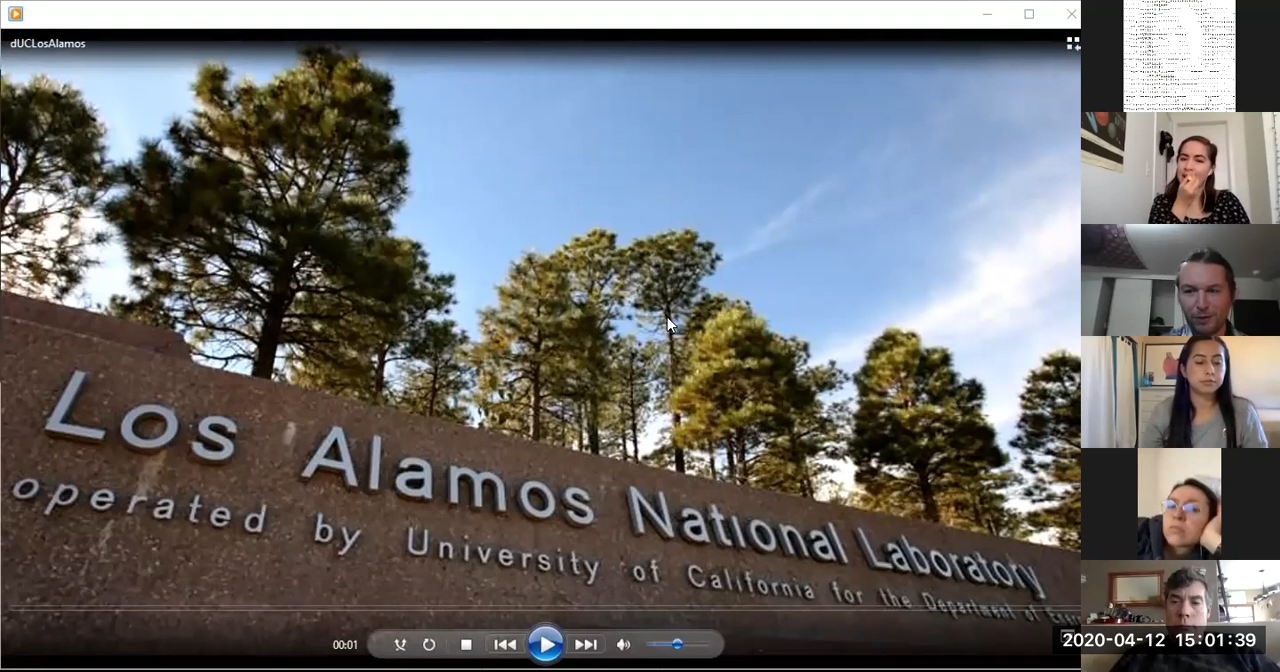 dUCLosAlamos
Los Alamos National Laboratory
operated by University of California for the Department of
00:01
2020-04-12 15:01:39